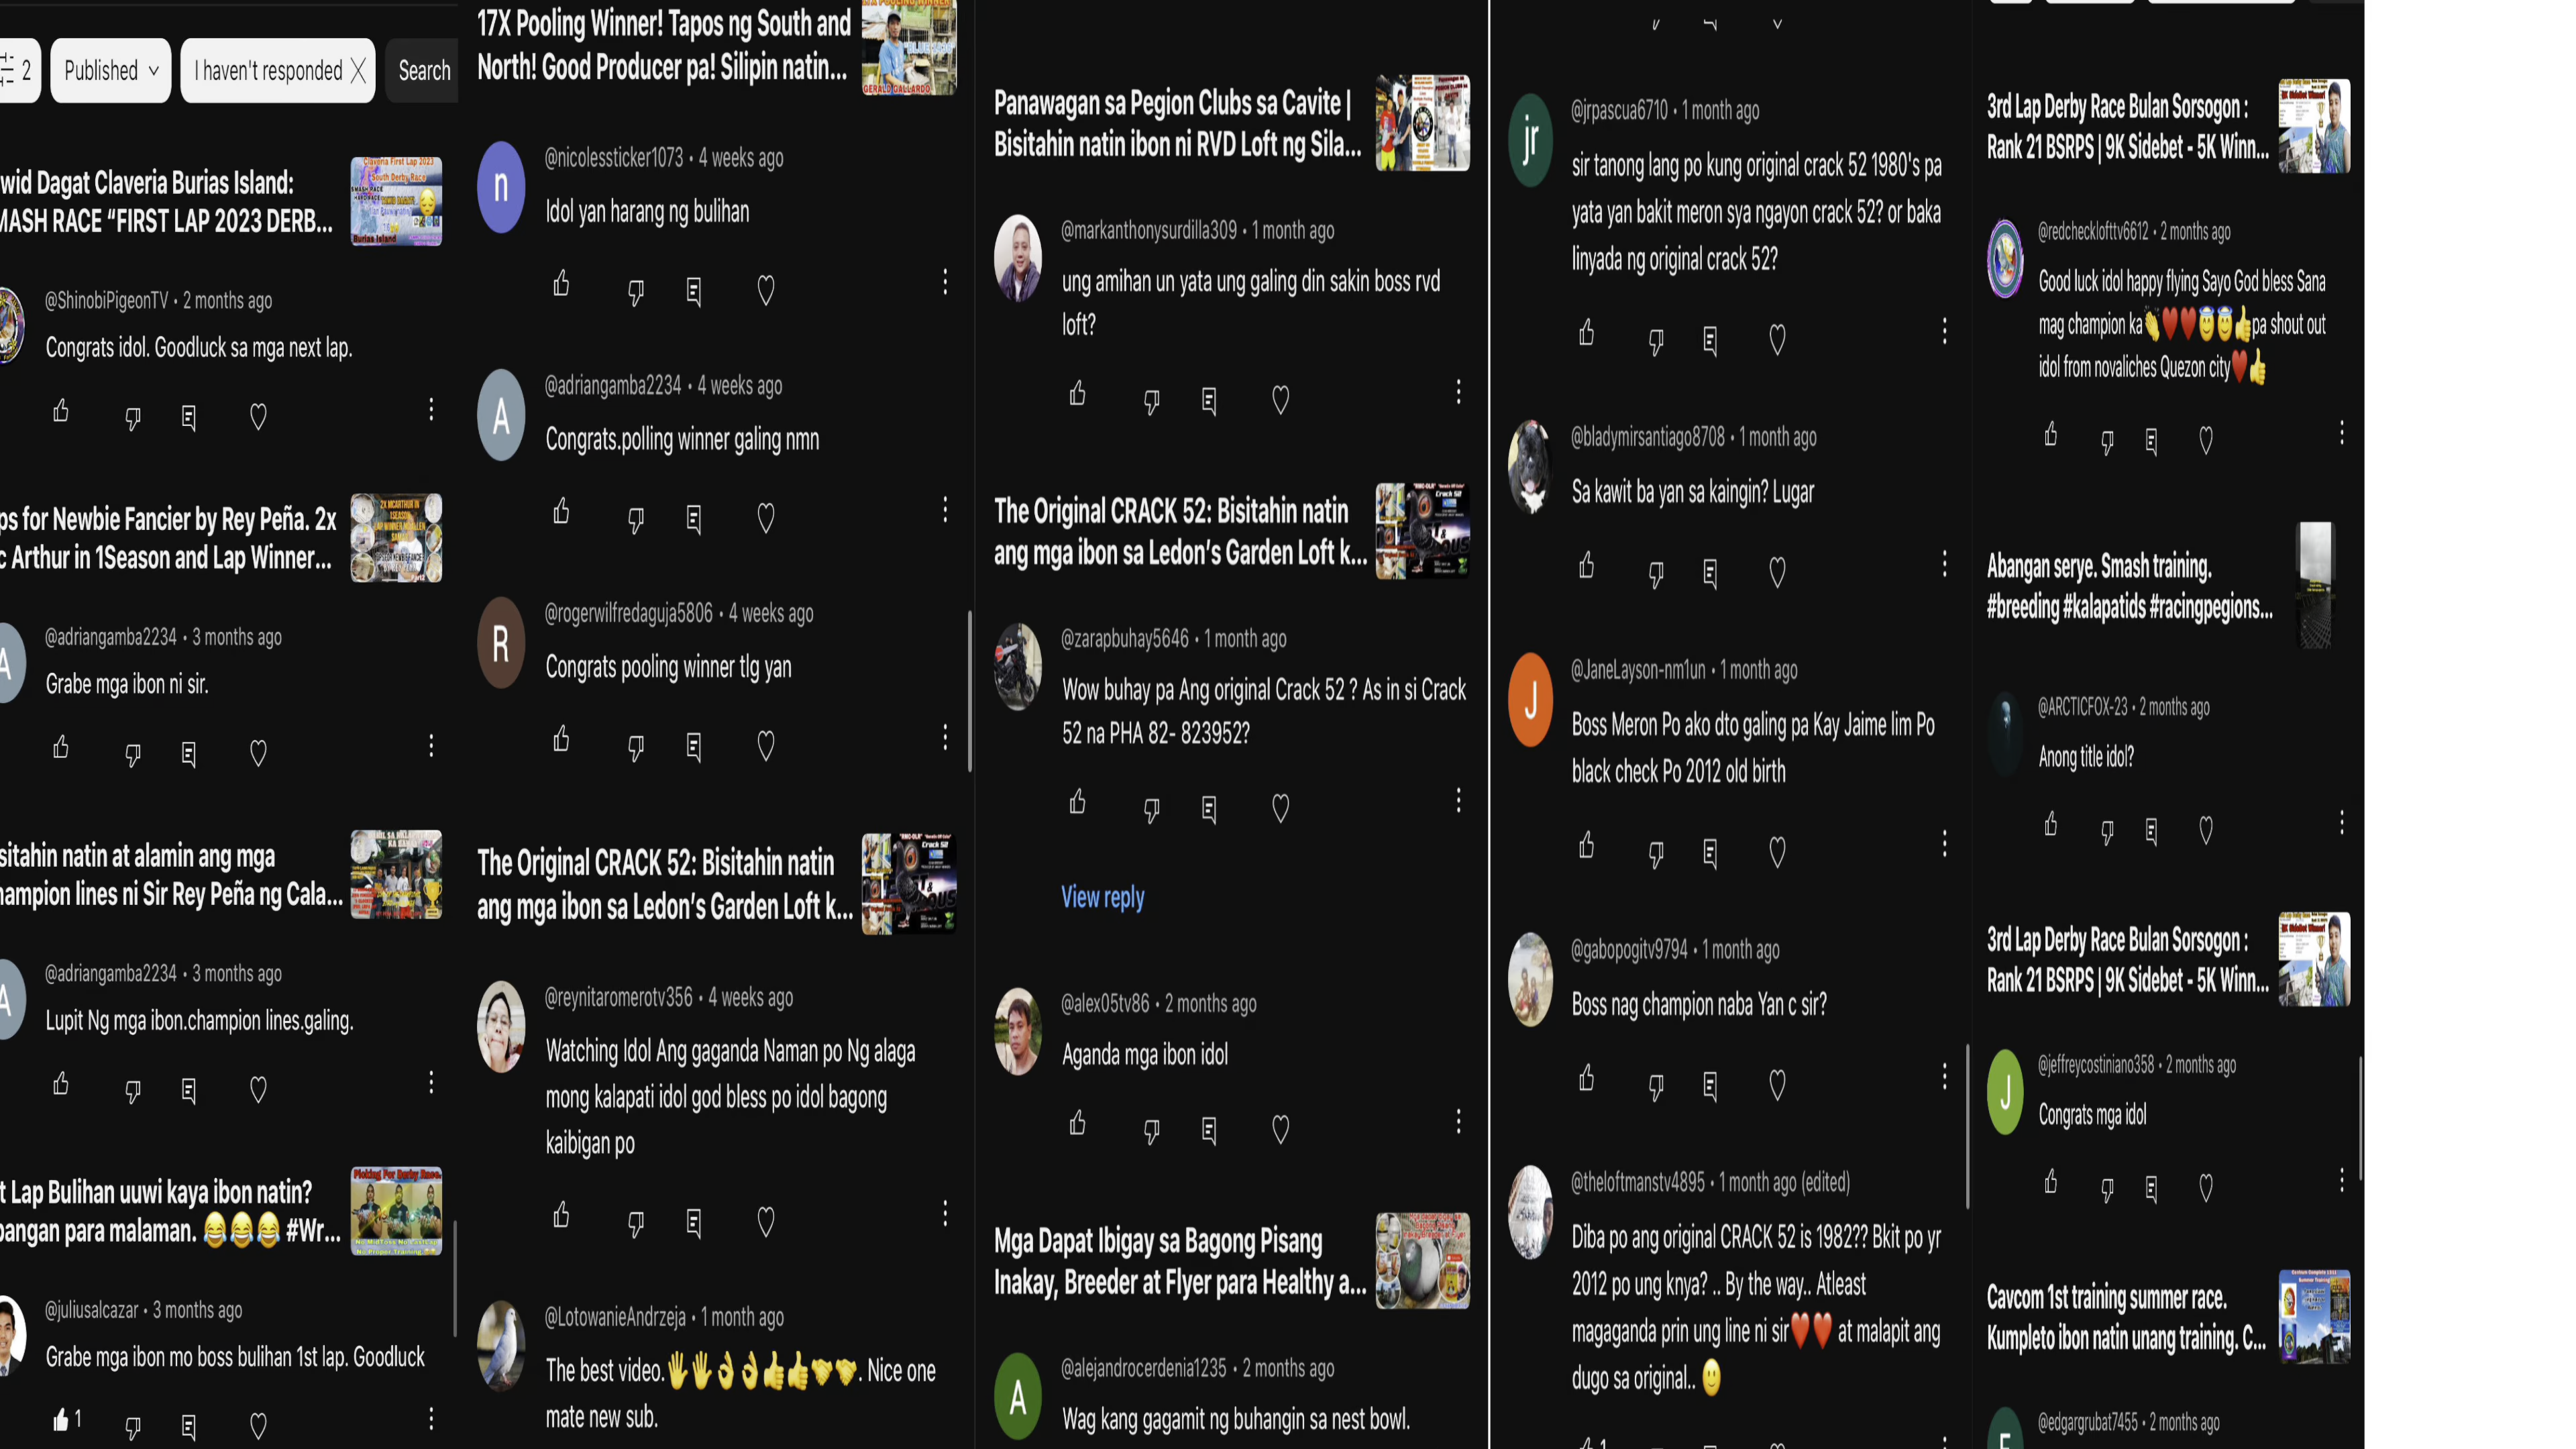 2
Published
I haven't responded
Search
wid Dagat Claveria Burias Island:
MASH RACE “FIRST LAP 2023 DERB...
@ShinobiPigeonTV • 2 months ago
Congrats idol. Goodluck sa mga next lap.
ps for Newbie Fancier by Rey Peña. 2x
c Arthur in 1Season and Lap Winner...
@adriangamba2234 • 3 months ago
Grabe mga ibon ni sir.
sitahin natin at alamin ang mga
hampion lines ni Sir Rey Peña ng Cala...
@adriangamba2234 • 3 months ago
Lupit Ng mga ibon.champion lines.galing.
t Lap Bulihan uuwi kaya ibon natin?
bangan para malaman. 😂😂😂 #Wr...
@juliusalcazar • 3 months ago
Grabe mga ibon mo boss bulihan 1st lap. Goodluck
1
17X Pooling Winner! Tapos ng South and
North! Good Producer pa! Silipin natin...
GERALD GALLARDO
n
@nicolessticker1073 • 4 weeks ago
Idol yan harang ng bulihan
A
@adriangamba2234 • 4 weeks ago
Congrats.polling winner galing nmn
R
@rogerwilfredaguja5806 • 4 weeks ago
Congrats pooling winner tlg yan
The Original CRACK 52: Bisitahin natin
ang mga ibon sa Ledon’s Garden Loft k...
@reynitaromerotv356 • 4 weeks ago
Watching Idol Ang gaganda Naman po Ng alaga
mong kalapati idol god bless po idol bagong
kaibigan po
@LotowanieAndrzeja • 1 month ago
The best video.🖐🖐👌👌👍👍🤝🤝. Nice one
mate new sub.
Panawagan sa Pegion Clubs sa Cavite |
Bisitahin natin ibon ni RVD Loft ng Sila...
@markanthonysurdilla309 • 1 month ago
ung amihan un yata ung galing din sakin boss rvd
loft?
The Original CRACK 52: Bisitahin natin
ang mga ibon sa Ledon’s Garden Loft k...
@zarapbuhay5646 • 1 month ago
Wow buhay pa Ang original Crack 52 ? As in si Crack
52 na PHA 82- 823952?
View reply
@alex05tv86 • 2 months ago
Aganda mga ibon idol
Mga Dapat Ibigay sa Bagong Pisang
Inakay, Breeder at Flyer para Healthy a...
A
@alejandrocerdenia1235 • 2 months ago
Wag kang gagamit ng buhangin sa nest bowl.
jr
@jrpascua6710 • 1 month ago
sir tanong lang po kung original crack 52 1980's pa
yata yan bakit meron sya ngayon crack 52? or baka
linyada ng original crack 52?
@bladymirsantiago8708 • 1 month ago
Sa kawit ba yan sa kaingin? Lugar
J
@JaneLayson-nm1un • 1 month ago
Boss Meron Po ako dto galing pa Kay Jaime lim Po
black check Po 2012 old birth
@gabopogitv9794 • 1 month ago
Boss nag champion naba Yan c sir?
@theloftmanstv4895 • 1 month ago (edited)
Diba po ang original CRACK 52 is 1982?? Bkit po yr
2012 po ung knya? .. By the way.. Atleast
magaganda prin ung line ni sir❤️❤️ at malapit ang
dugo sa original.. 🙂
3rd Lap Derby Race Bulan Sorsogon :
Rank 21 BSRPS | 9K Sidebet - 5K Winn...
@redchecklofttv6612 • 2 months ago
Good luck idol happy flying Sayo God bless Sana
mag champion ka👏❤️❤️😇😇👍pa shout out
idol from novaliches Quezon city❤️👍
Abangan serye. Smash training.
#breeding #kalapatids #racingpegions...
@ARCTICFOX-23 • 2 months ago
Anong title idol?
3rd Lap Derby Race Bulan Sorsogon :
Rank 21 BSRPS | 9K Sidebet - 5K Winn...
J
@jeffreycostiniano358 • 2 months ago
Congrats mga idol
Cavcom 1st training summer race.
Kumpleto ibon natin unang training. C...
@edgargrubat7455 • 2 months ago